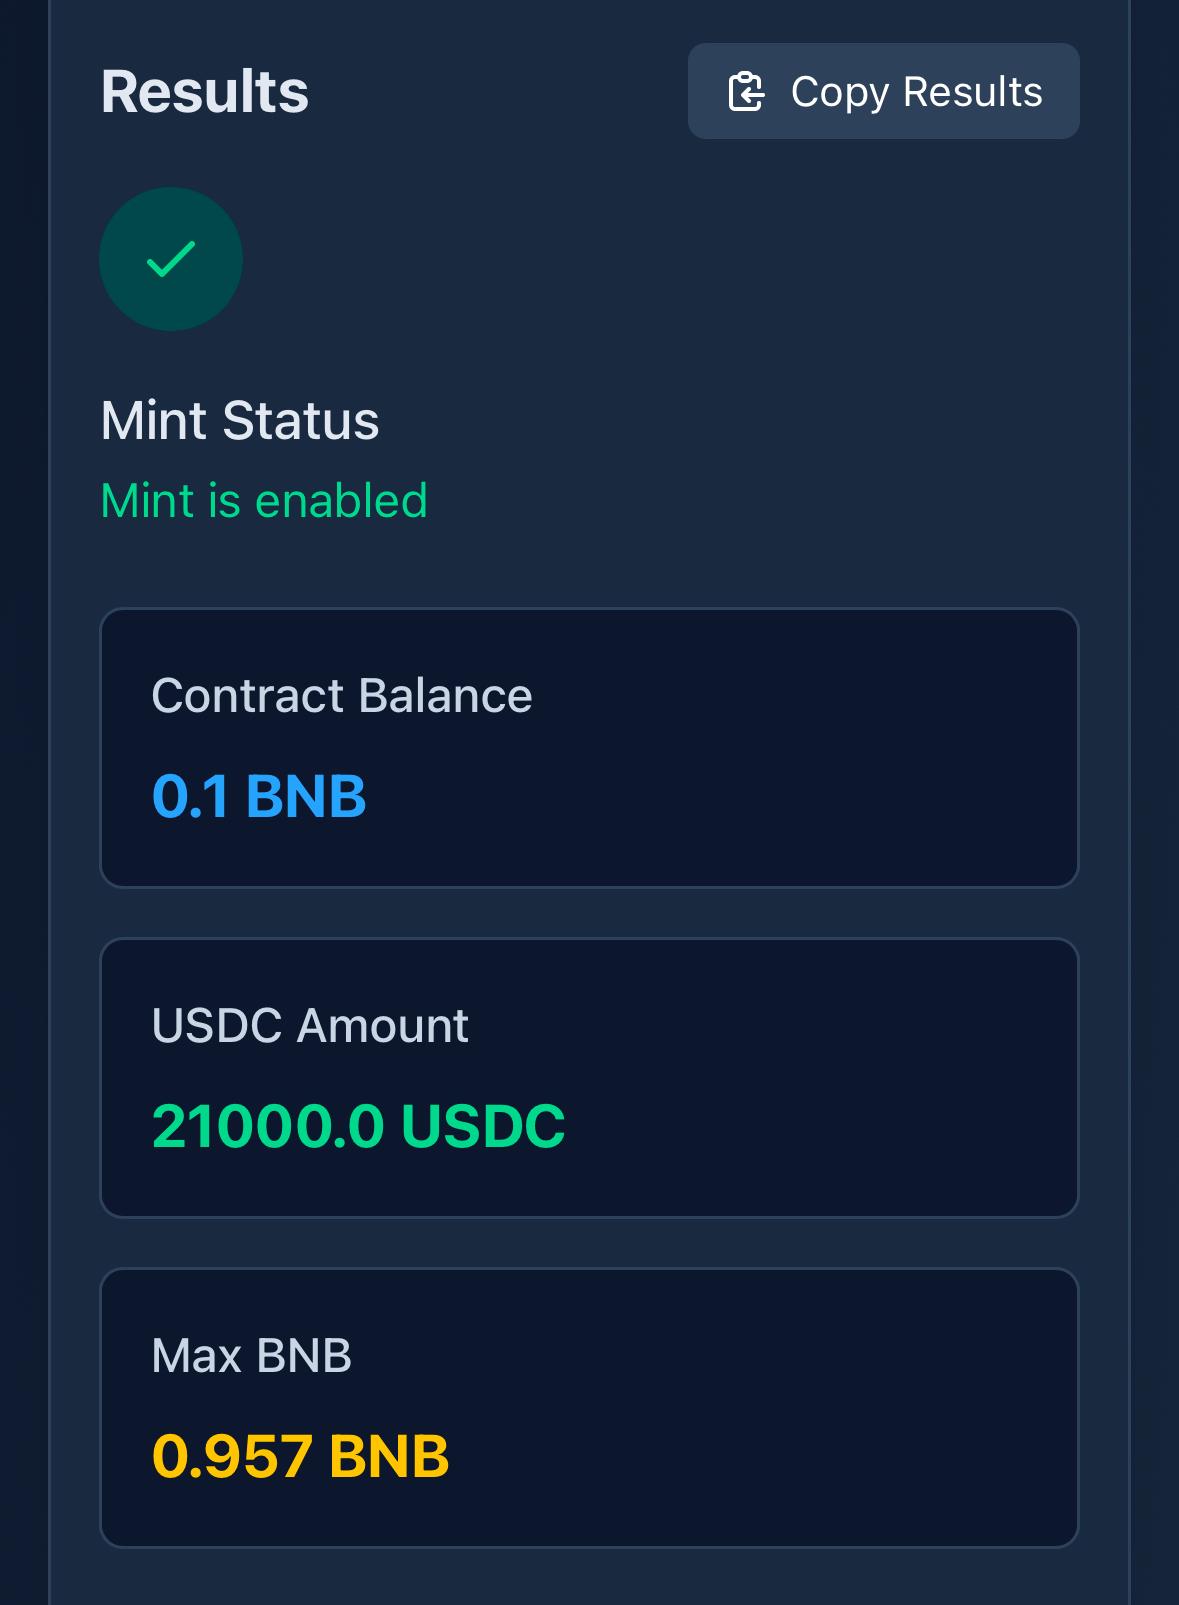 Results
Copy Results
Mint Status
Mint is enabled
Contract Balance
0.1 BNB
USDC Amount
21000.0 USDC
Max BNB
0.957 BNB